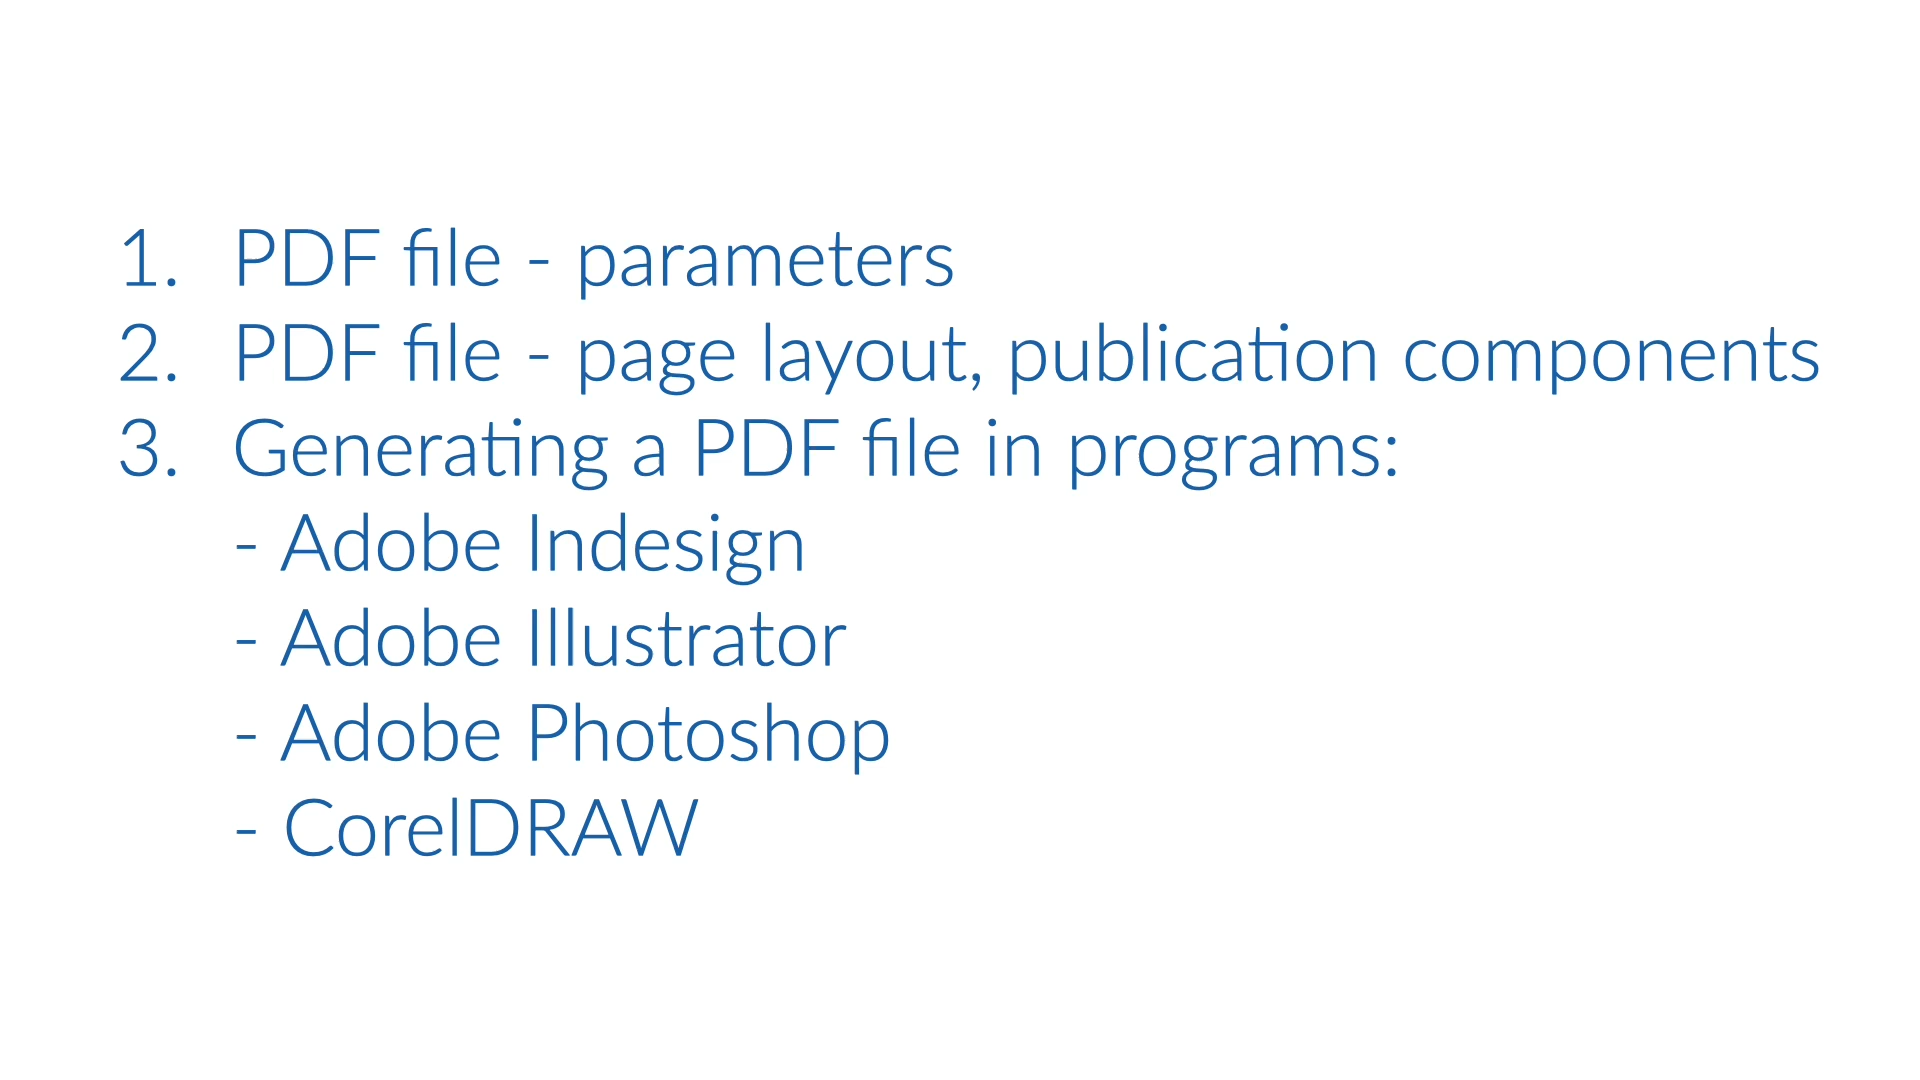 1. PDF file - parameters
2. PDF file - page layout, publication components
3. Generating a PDF file in programs:
- Adobe Indesign
- Adobe Illustrator
- Adobe Photoshop
- CorelDRAW